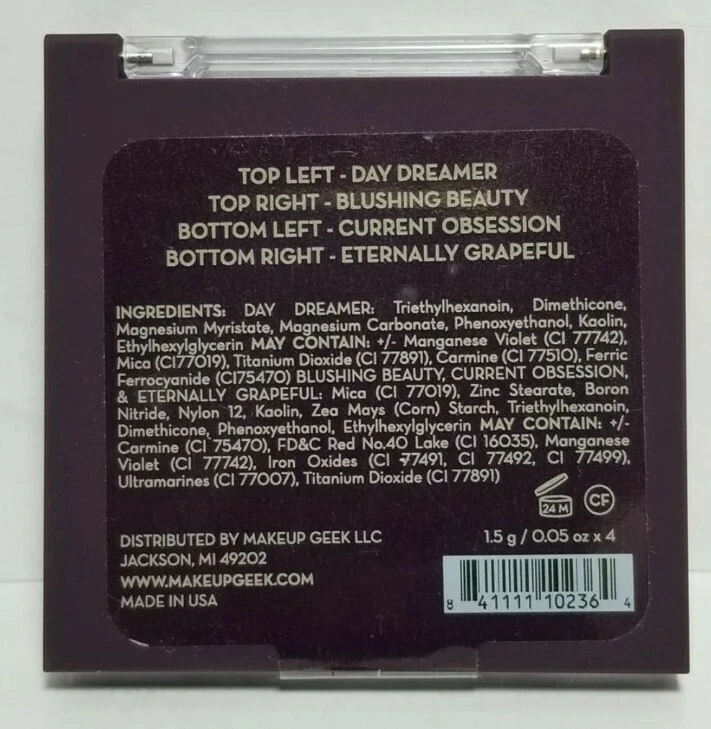 TOP LEFT - DAY DREAMER
TOP RIGHT - BLUSHING BEAUTY
BOTTOM LEFT - CURRENT OBSESSION
BOTTOM RIGHT - ETERNALLY GRAPEFUL
INGREDIENTS: DAY DREAMER: Triethylhexanoin, Dimethicone,
Magnesium Myristate, Magnesium Carbonate, Phenoxyethanol, Kaolin,
Ethylhexylglycerin MAY CONTAIN: +/- Manganese Violet (CI 77742),
Mica (CI77019), Titanium Dioxide (CI 77891), Carmine (CI 77510), Ferric
Ferrocyanide (CI75470) BLUSHING BEAUTY, CURRENT OBSESSION,
& ETERNALLY GRAPEFUL: Mica (CI 77019), Zinc Stearate, Boron
Nitride, Nylon 12, Kaolin, Zea Mays (Corn) Starch, Triethylhexanoin,
Dimethicone, Phenoxyethanol, Ethylhexylglycerin MAY CONTAIN: +/-
Carmine (CI 75470), FD&C Red No.40 Lake (CI 16035), Manganese
Violet (CI 77742), Iron Oxides (CI 77491, CI 77492, CI 77499),
Ultramarines (CI 77007), Titanium Dioxide (CI 77891)
24 M CF
DISTRIBUTED BY MAKEUP GEEK LLC
JACKSON, MI 49202
WWW.MAKEUPGEEK.COM
MADE IN USA
1.5 g / 0.05 oz x 4
8 41111 10236 4